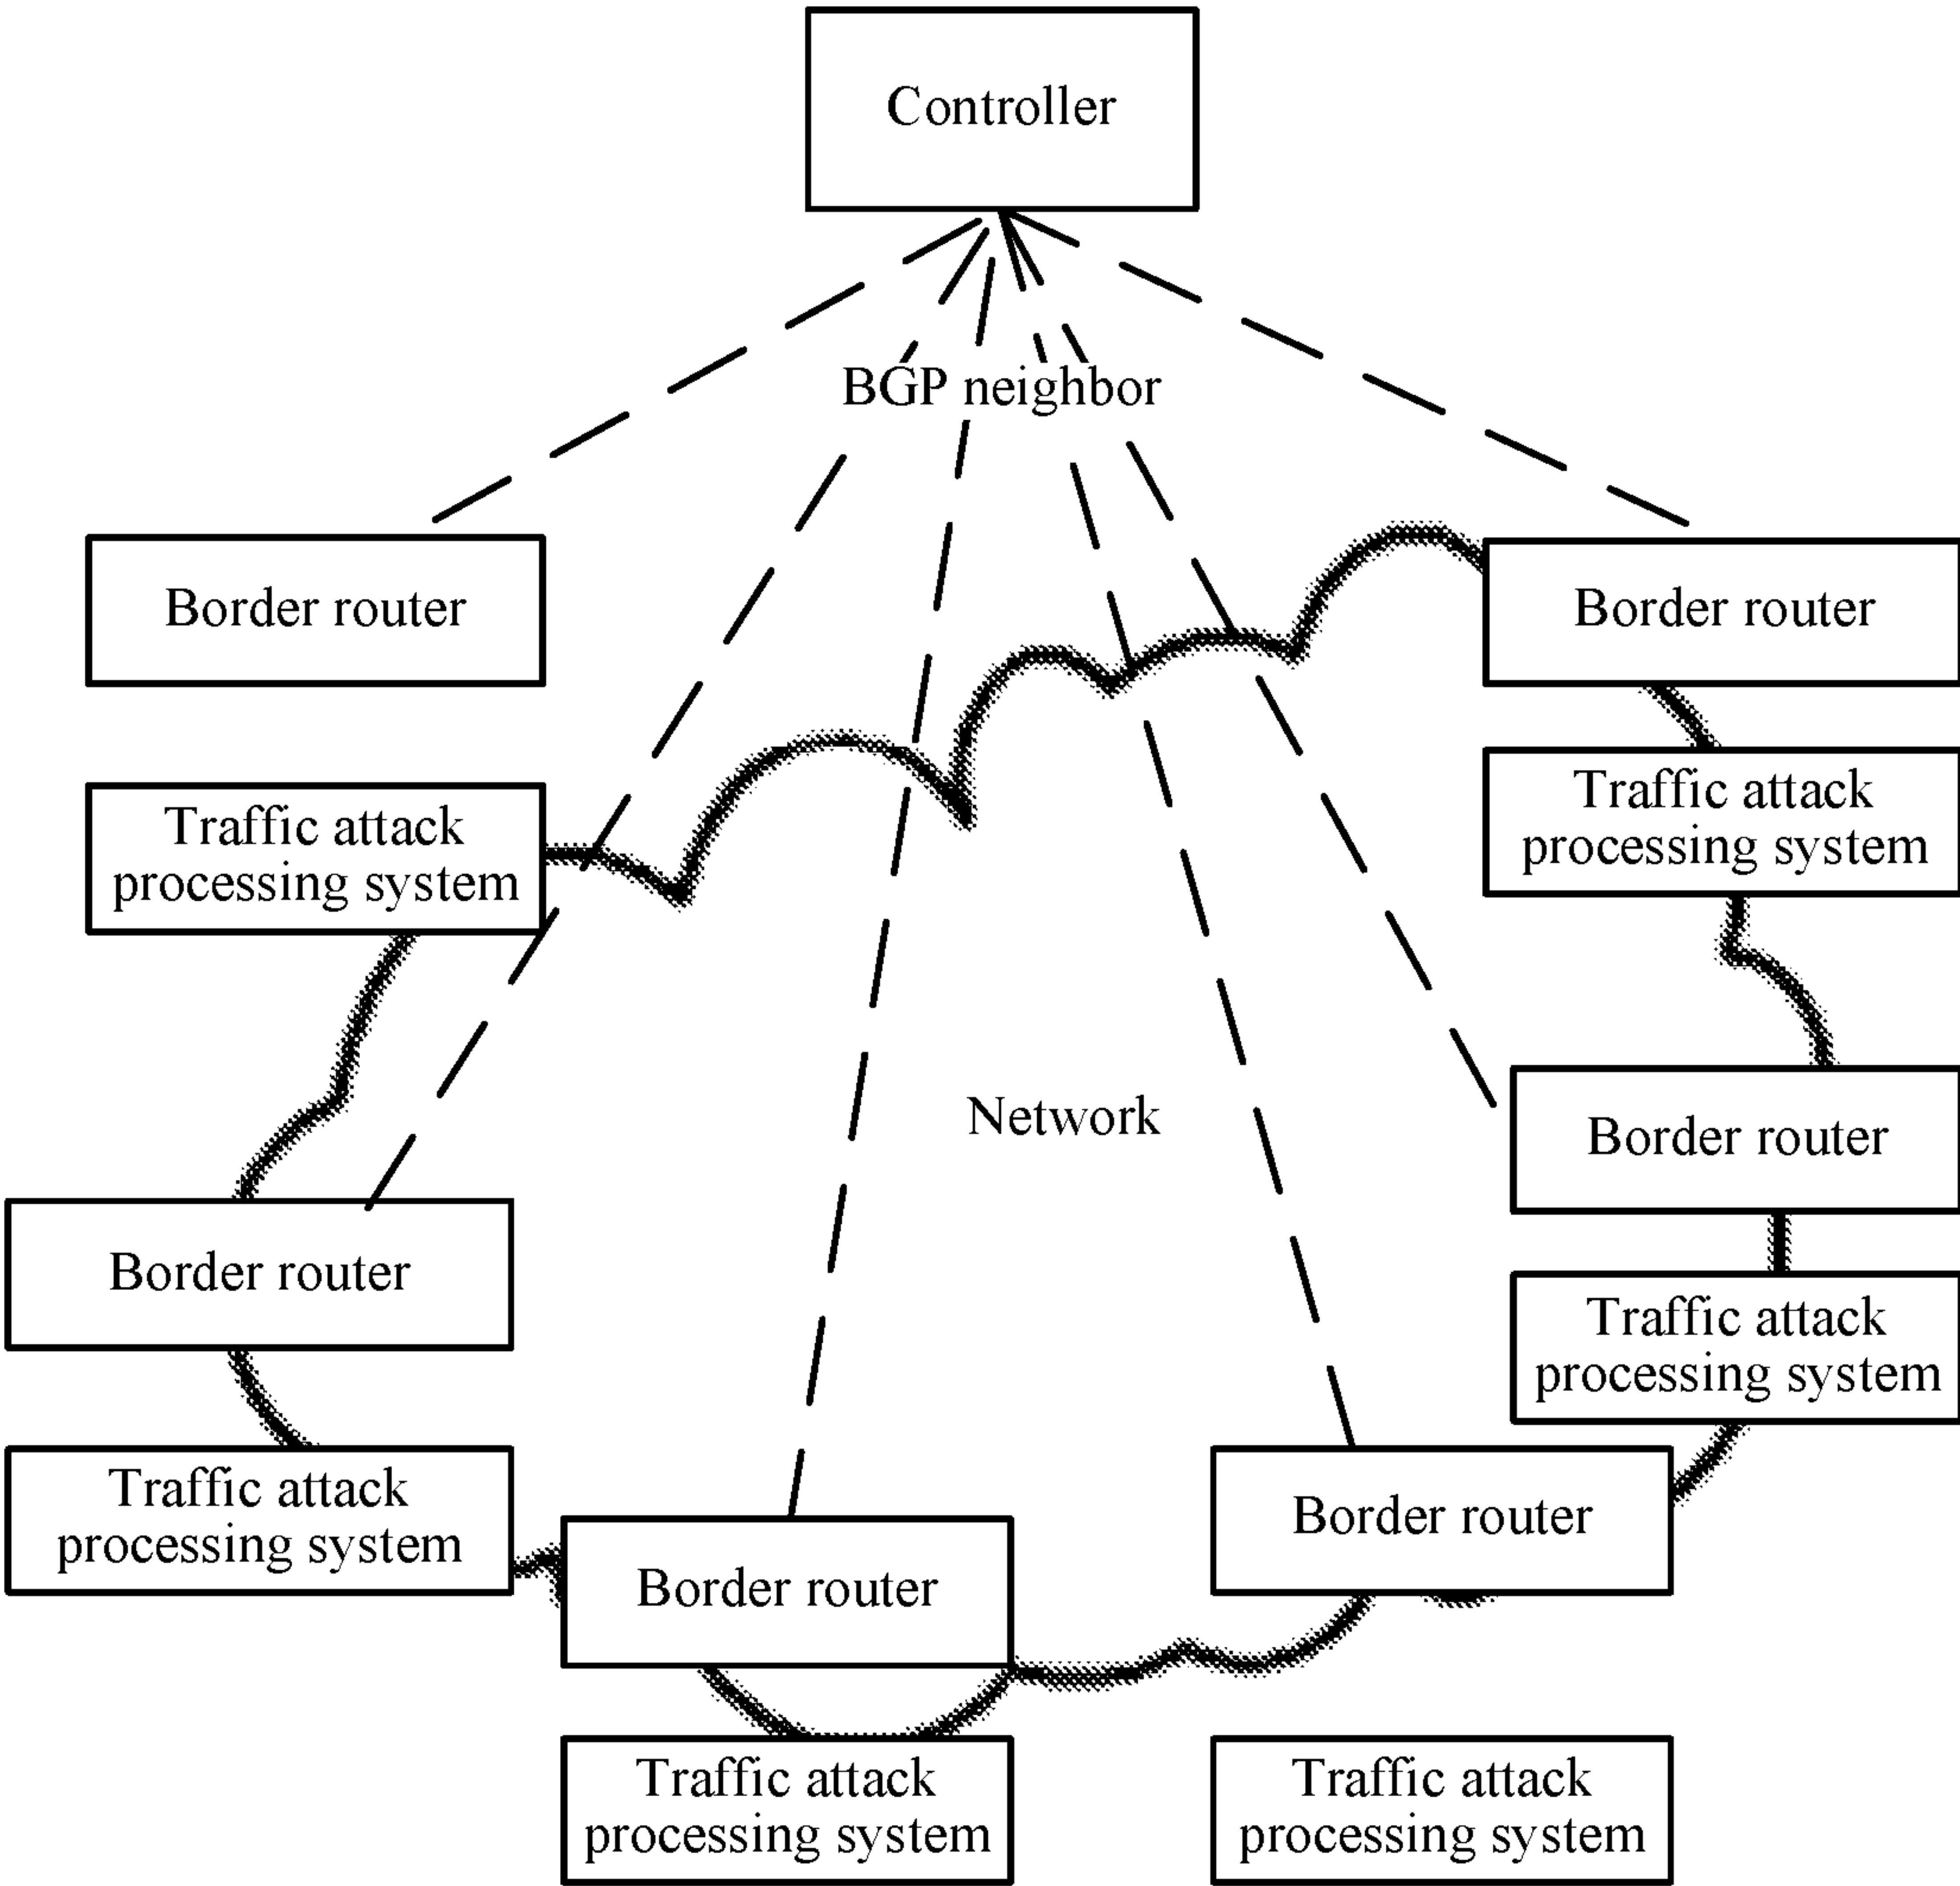 Controller
BGP neighbor
Border router
Border router
Traffic attack
processing system
Traffic attack
processing system
Network
Border router
Border router
Traffic attack
processing system
Traffic attack
processing system
Border router
Border router
Traffic attack
processing system
Traffic attack
processing system